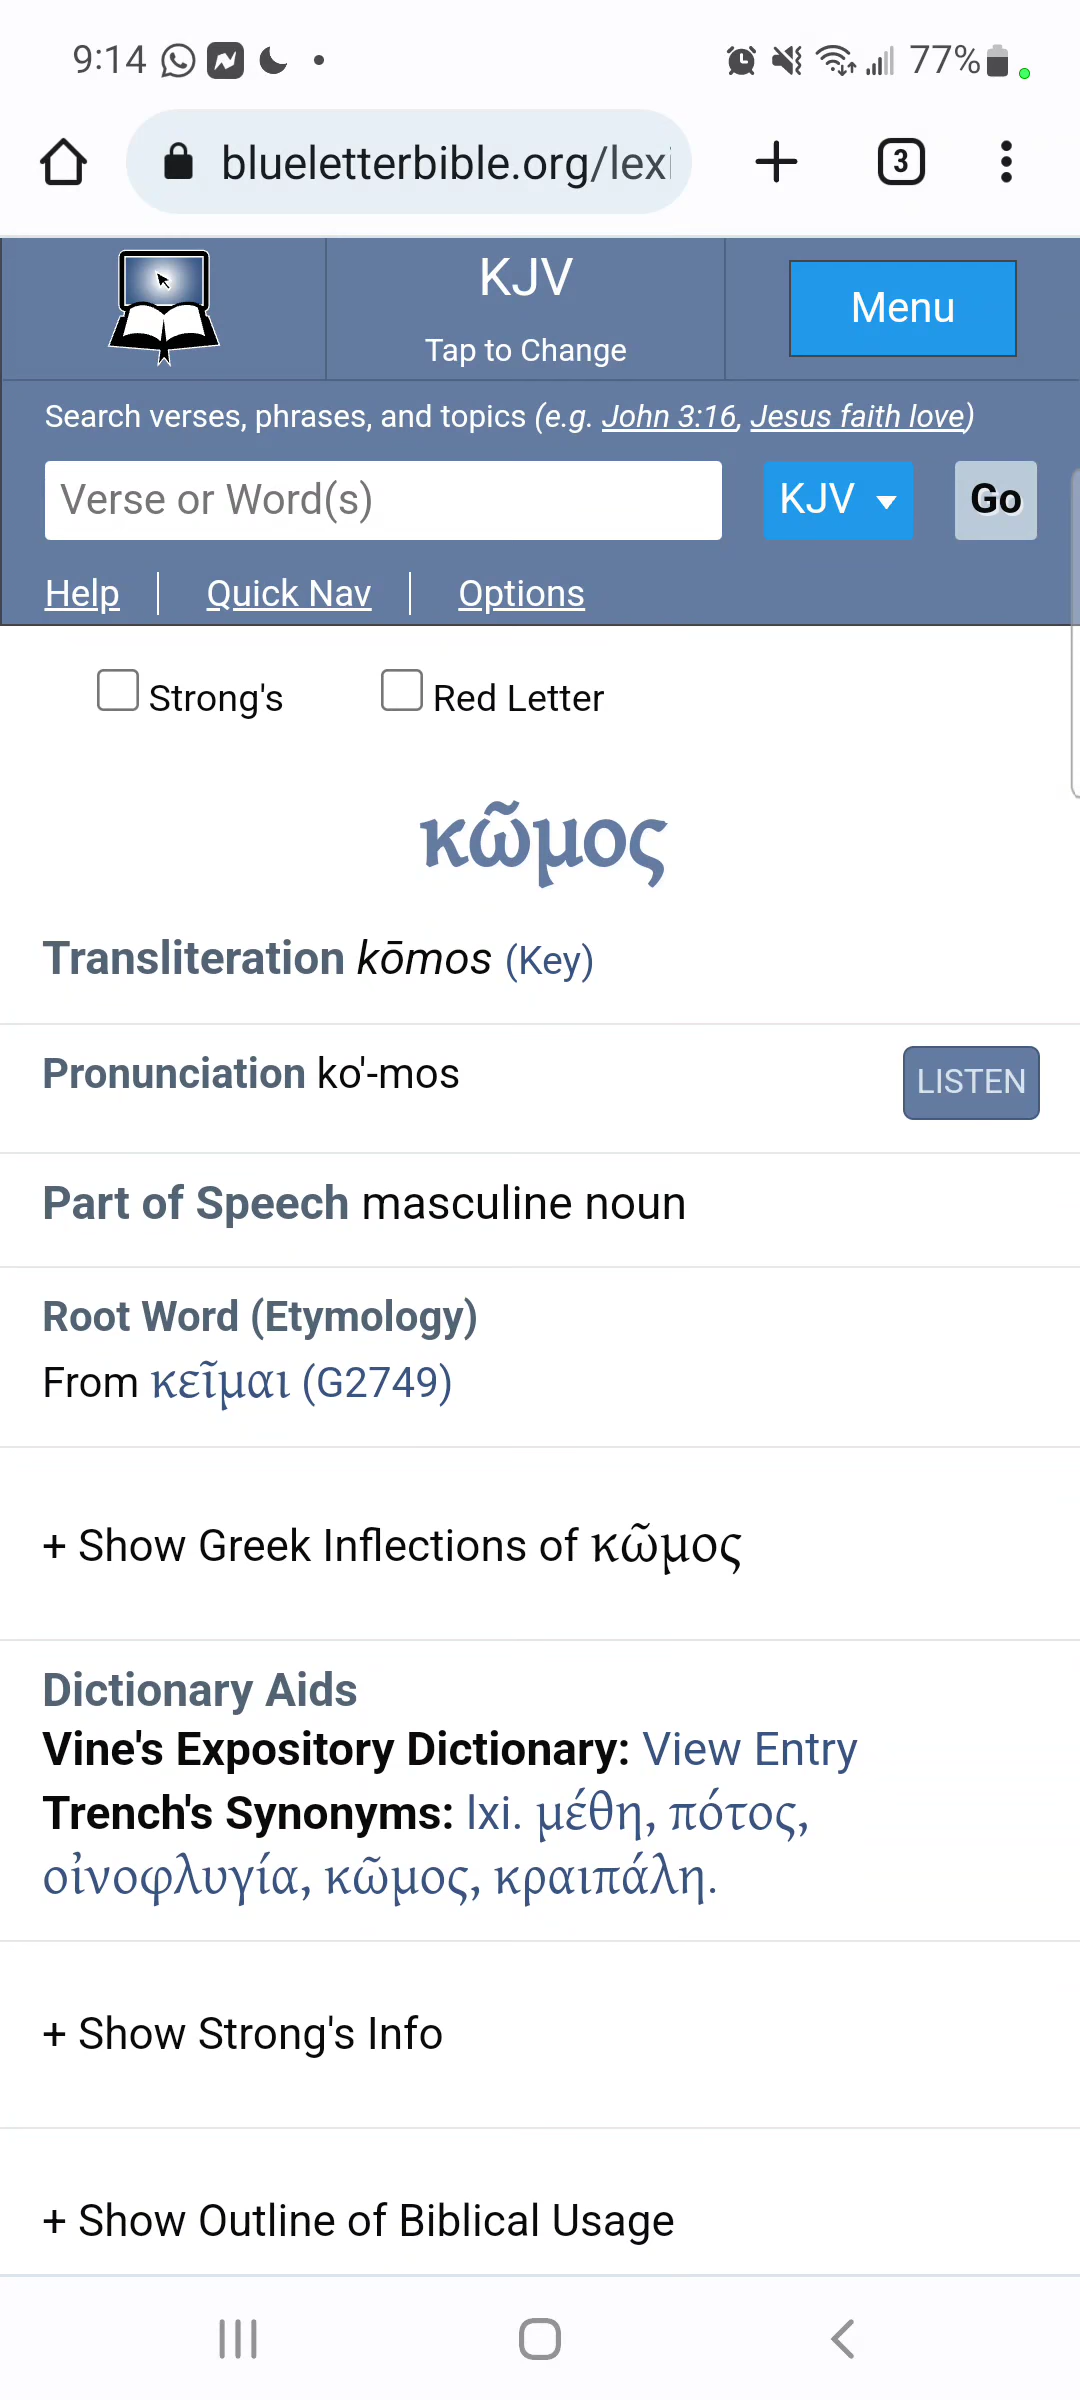 9:14 77%
blueletterbible.org/lexi 3
KJV
Tap to Change
Menu
Search verses, phrases, and topics (e.g. John 3:16, Jesus faith love)
Verse or Word(s) KJV Go
Help Quick Nav Options
Strong's Red Letter
κῶμος
Transliteration kōmos (Key)
Pronunciation ko'-mos LISTEN
Part of Speech masculine noun
Root Word (Etymology)
From κεῖμαι (G2749)
+ Show Greek Inflections of κῶμος
Dictionary Aids
Vine's Expository Dictionary: View Entry
Trench's Synonyms: lxi. μέθη, πότος,
οἰνοφλυγία, κῶμος, κραιπάλη.
+ Show Strong's Info
+ Show Outline of Biblical Usage